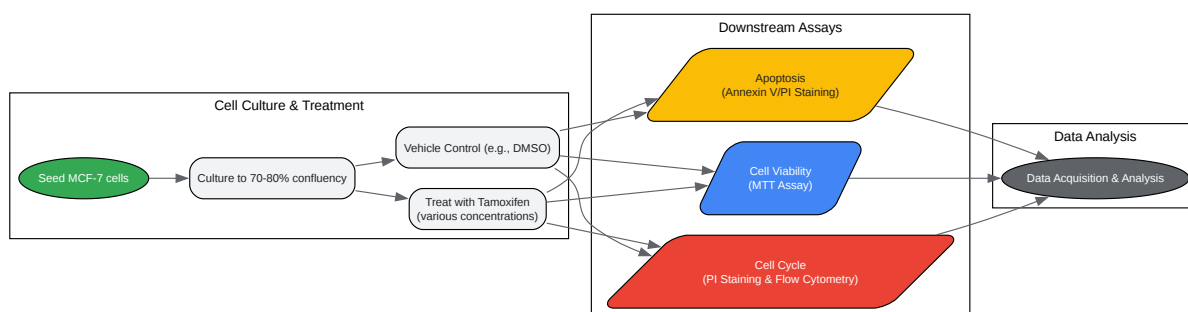 Cell Culture & Treatment
Seed MCF-7 cells
Culture to 70-80% confluency
Vehicle Control (e.g., DMSO)
Treat with Tamoxifen
(various concentrations)
Downstream Assays
Apoptosis
(Annexin V/PI Staining)
Cell Viability
(MTT Assay)
Cell Cycle
(PI Staining & Flow Cytometry)
Data Analysis
Data Acquisition & Analysis